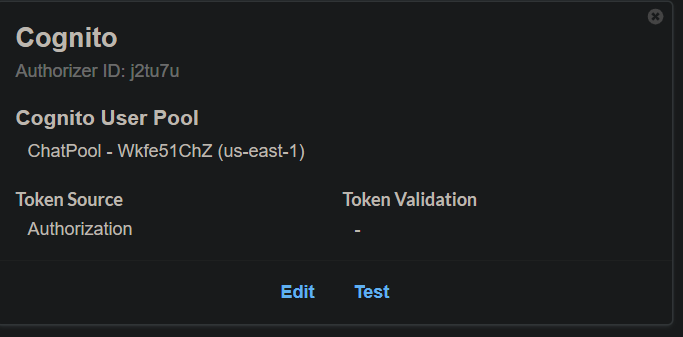 Cognito
Authorizer ID: j2tu7u
Cognito User Pool
ChatPool - Wkfe51ChZ (us-east-1)
Token Source
Token Validation
Authorization
-
Edit
Test